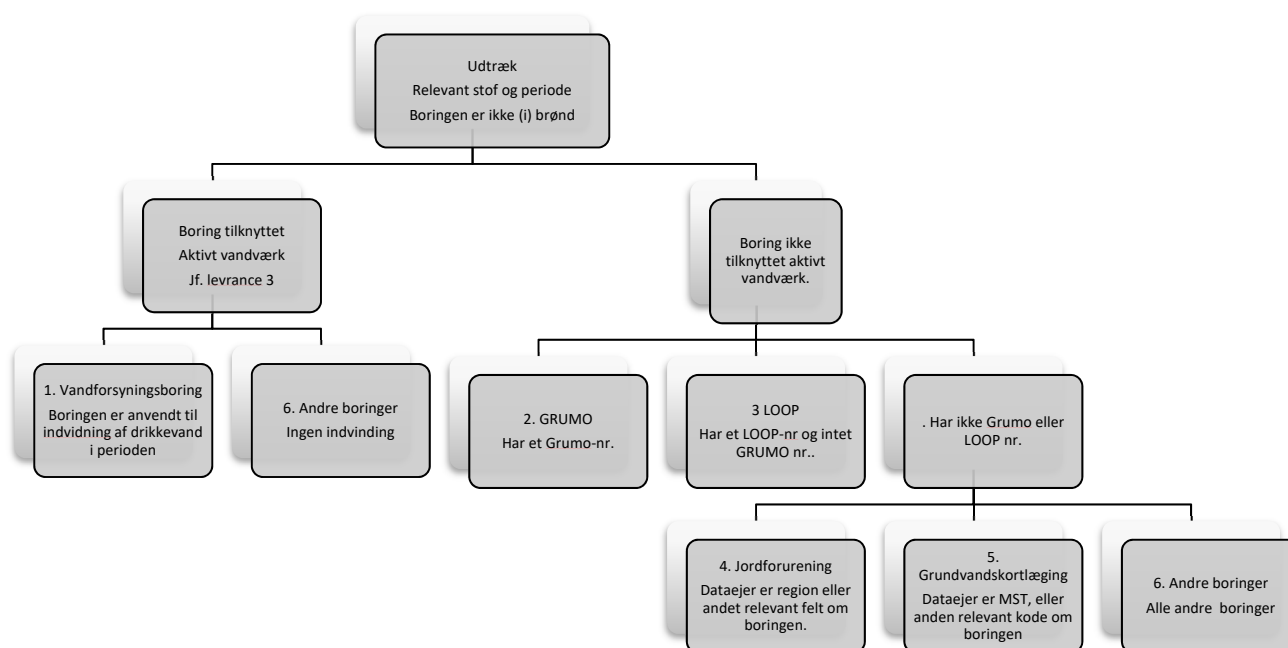 Udtræk
Relevant stof og periode
Boringen er ikke (i) brønd
Boring tilknyttet
Aktivt vandværk
Jf. levrance 3
Boring ikke
tilknyttet aktivt
vandværk.
1. Vandforsyningsboring
Boringen er anvendt til
indvidning af drikkevand
i perioden
6. Andre boringer
Ingen indvinding
2. GRUMO
Har et Grumo-nr.
3 LOOP
Har et LOOP-nr og intet
GRUMO nr..
. Har ikke Grumo eller
LOOP nr.
4. Jordforurening
Dataejer er region eller
andet relevant felt om
boringen.
5.
Grundvandskortlæging
Dataejer er MST, eller
anden relevant kode om
boringen
6. Andre boringer
Alle andre boringer